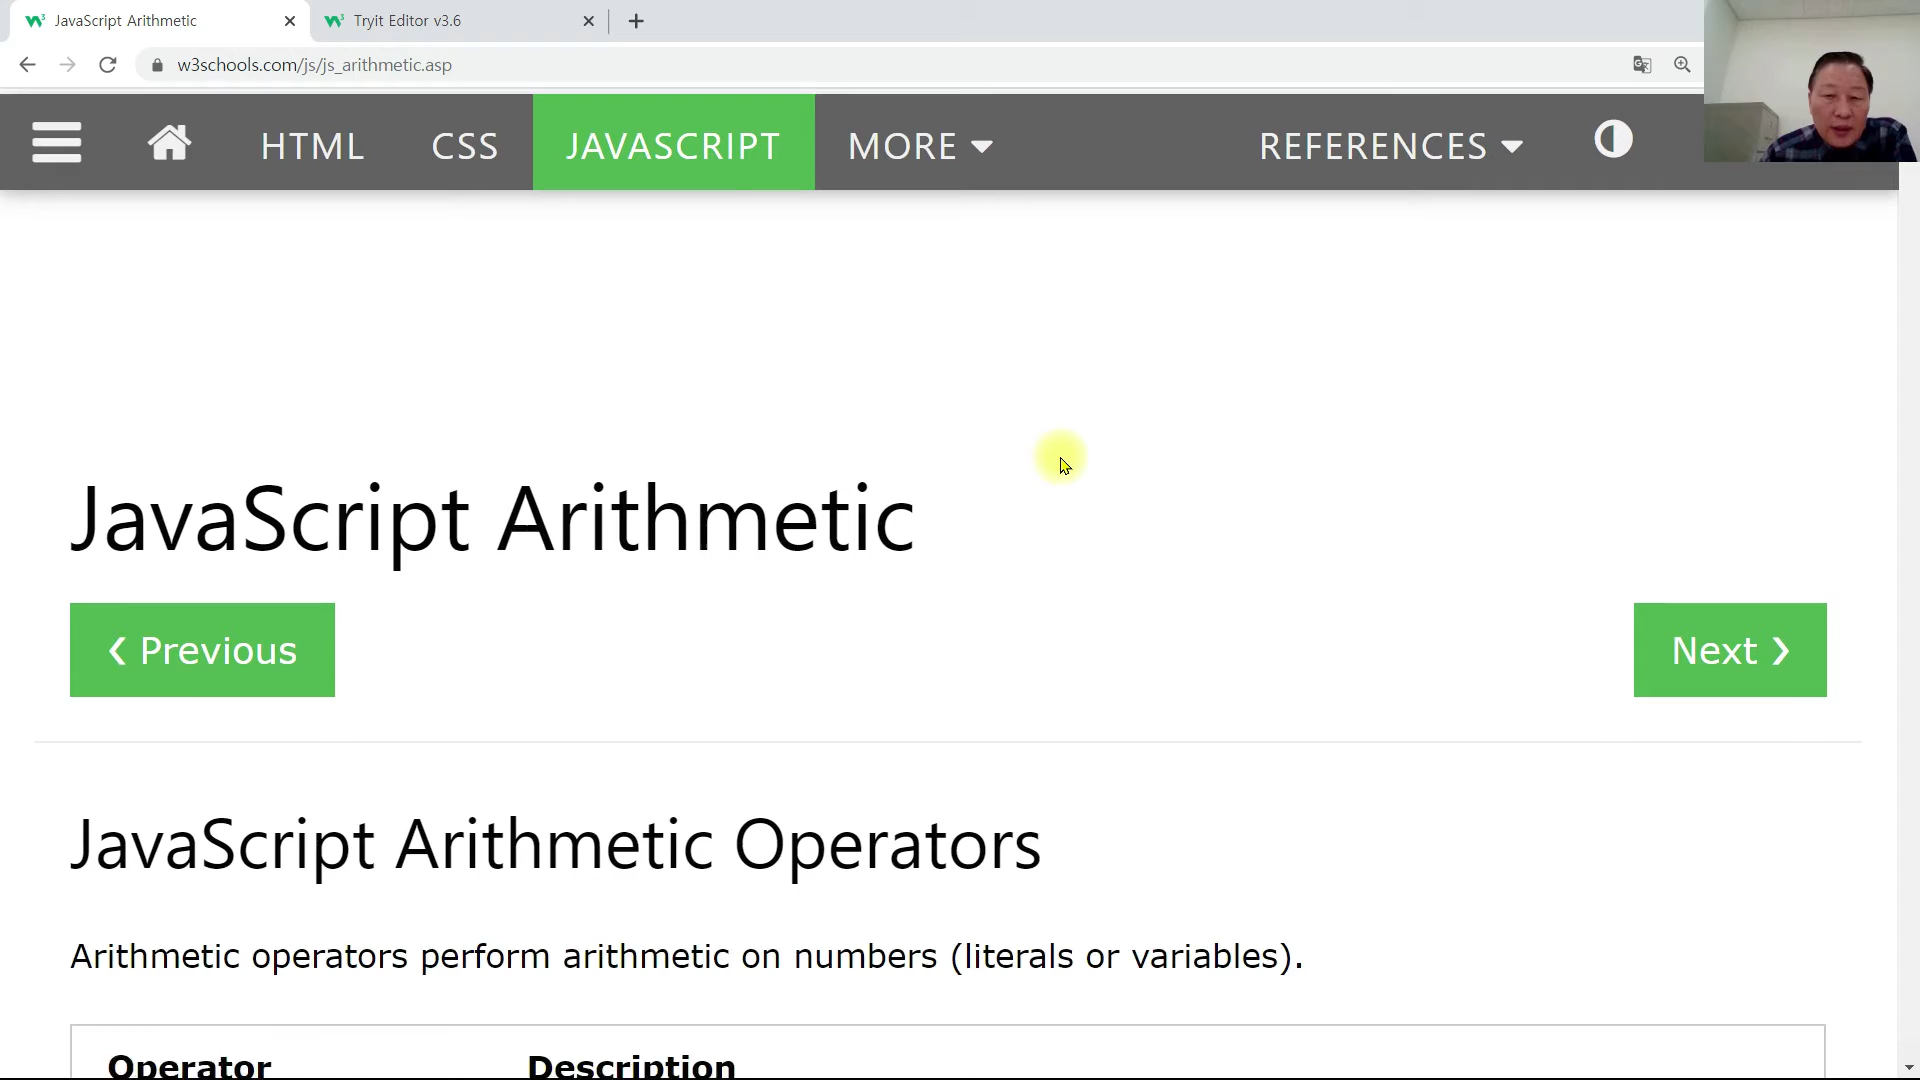 JavaScript Arithmetic
Tryit Editor v3.6
w3schools.com/js/js_arithmetic.asp
HTML CSS JAVASCRIPT MORE REFERENCES
JavaScript Arithmetic
❮ Previous
Next ❯
JavaScript Arithmetic Operators
Arithmetic operators perform arithmetic on numbers (literals or variables).
Operator Description